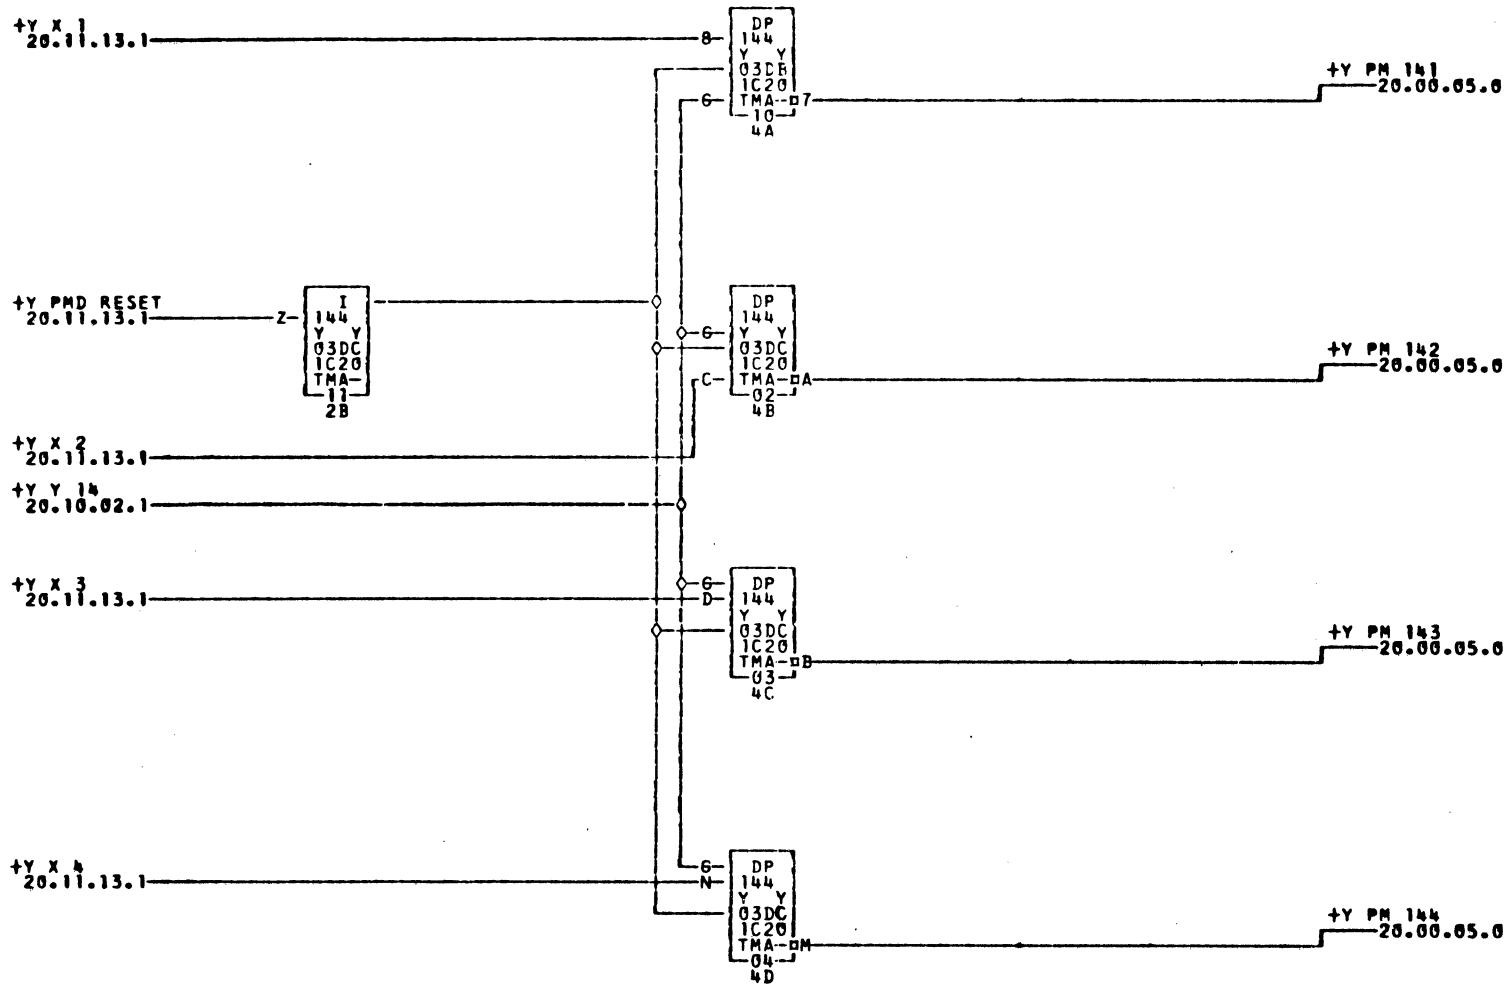 +Y X 1
20.11.13.1
8
DP
144
Y Y
03DB
1C20
G TMA 7
10
4A
+Y PM 141
20.00.05.0
+Y PMD RESET
20.11.13.1
Z
I
144
Y Y
03DC
1C20
TMA
11
2B
DP
144
G Y Y
03DC
1C20
C TMA A
02
4B
+Y PM 142
20.00.05.0
+Y X 2
20.11.13.1
+Y Y 14
20.10.02.1
+Y X 3
20.11.13.1
G DP
D 144
Y Y
03DC
1C20
TMA B
03
4C
+Y PM 143
20.00.05.0
+Y X 4
20.11.13.1
G DP
N 144
Y Y
03DC
1C20
TMA M
04
4D
+Y PM 144
20.00.05.0